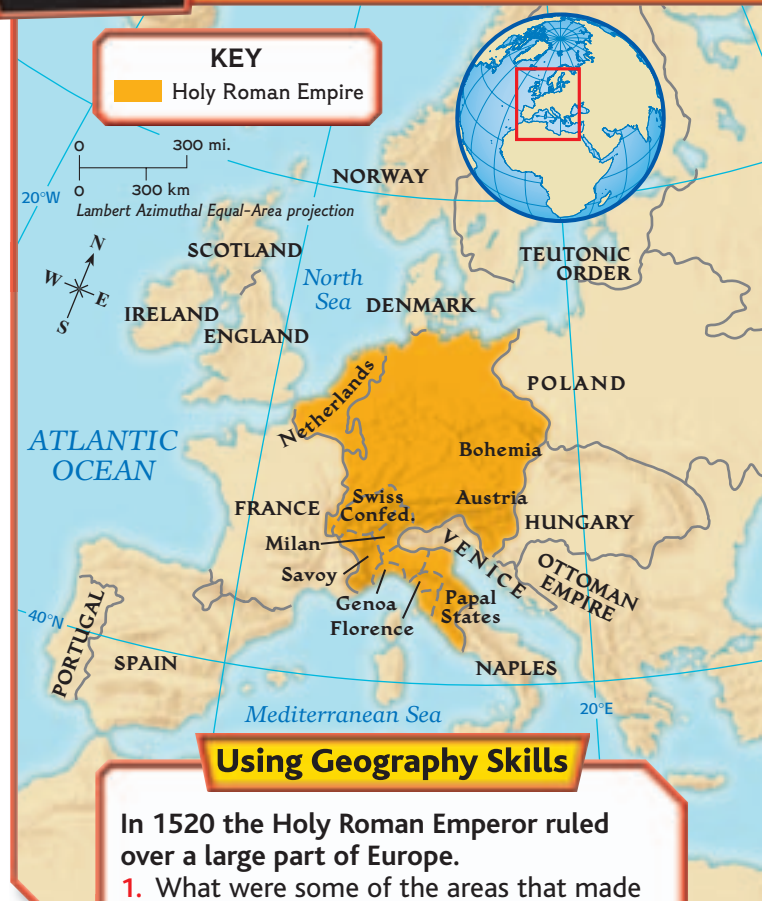 KEY
Holy Roman Empire
0 300 mi.
0 300 km
Lambert Azimuthal Equal-Area projection
20°W
N
W
E
S
NORWAY
SCOTLAND
North
Sea
TEUTONIC
ORDER
IRELAND
DENMARK
ENGLAND
Netherlands
POLAND
ATLANTIC
OCEAN
Bohemia
FRANCE
Swiss
Confed.
Austria
HUNGARY
Milan
VENICE
Savoy
OTTOMAN
EMPIRE
Genoa
Florence
Papal
States
40°N
PORTUGAL
SPAIN
NAPLES
Mediterranean Sea
20°E
Using Geography Skills
In 1520 the Holy Roman Emperor ruled
over a large part of Europe.
1. What were some of the areas that made